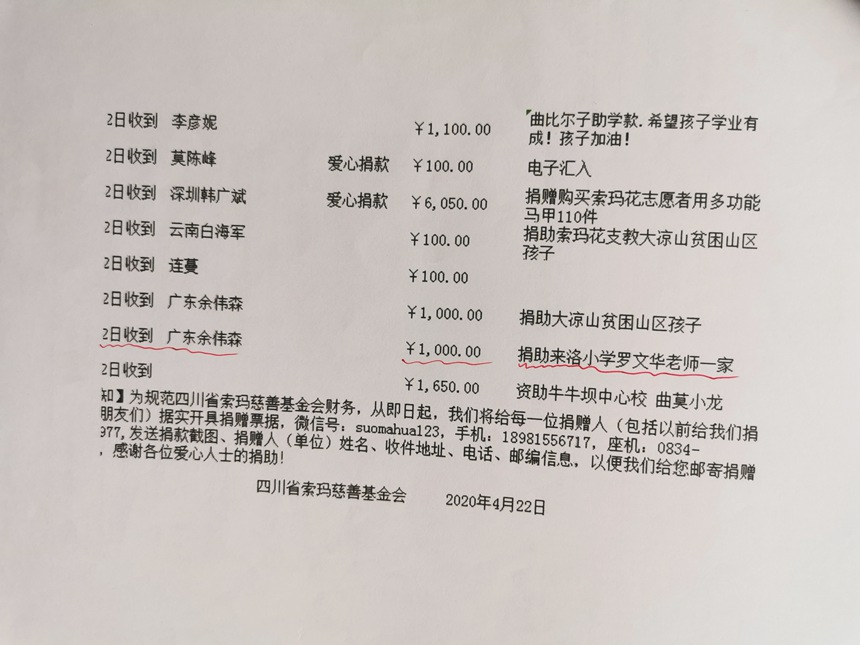 2日收到 李彦妮 ￥1,100.00 曲比尔子助学款.希望孩子学业有
成！孩子加油！
2日收到 莫陈峰 爱心捐款 ￥100.00 电子汇入
2日收到 深圳韩广斌 爱心捐款 ￥6,050.00 捐赠购买索玛花志愿者用多功能
马甲110件
2日收到 云南白海军 ￥100.00 捐助索玛花支教大凉山贫困山区
孩子
2日收到 连蔓 ￥100.00
2日收到 广东余伟森 ￥1,000.00 捐助大凉山贫困山区孩子
2日收到 广东余伟森 ￥1,000.00 捐助来洛小学罗文华老师一家
2日收到 ￥1,650.00 资助牛牛坝中心校 曲莫小龙
知】为规范四川省索玛慈善基金会财务，从即日起，我们将给每一位捐赠人（包括以前给我们捐
朋友们）据实开具捐赠票据，微信号：suomahua123，手机：18981556717，座机：0834-
977,发送捐款截图、捐赠人（单位）姓名、收件地址、电话、邮编信息，以便我们给您邮寄捐赠
，感谢各位爱心人士的捐助！
四川省索玛慈善基金会 2020年4月22日